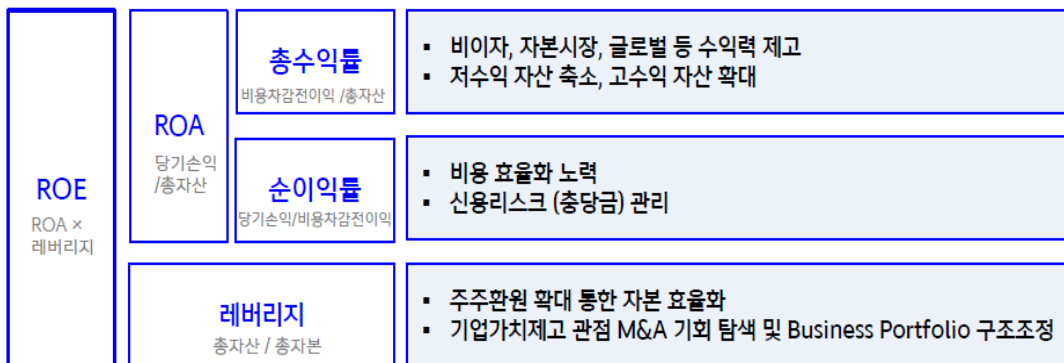 ROE
ROA ×
레버리지
ROA
당기손익
/총자산
총수익률
비용차감전이익 /총자산
▪ 비이자, 자본시장, 글로벌 등 수익력 제고
▪ 저수익 자산 축소, 고수익 자산 확대
순이익률
당기손익/비용차감전이익
▪ 비용 효율화 노력
▪ 신용리스크 (충당금) 관리
레버리지
총자산 / 총자본
▪ 주주환원 확대 통한 자본 효율화
▪ 기업가치제고 관점 M&A 기회 탐색 및 Business Portfolio 구조조정